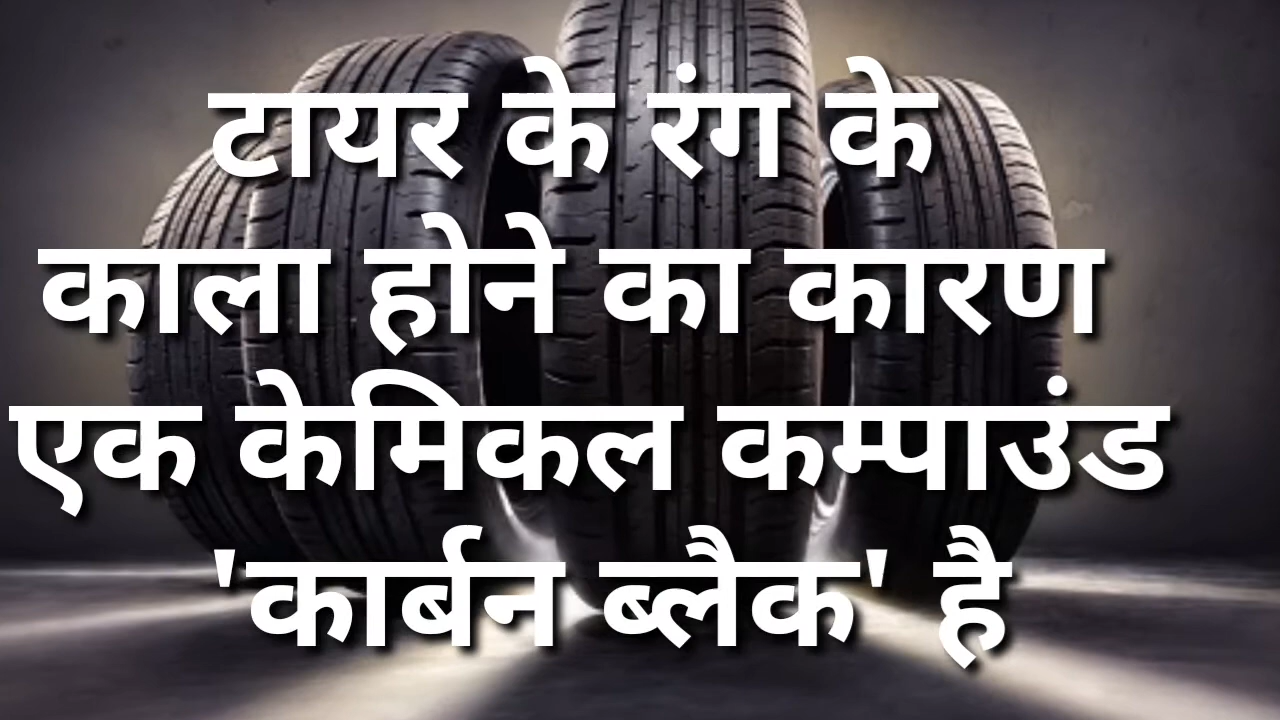 टायर के रंग के
काला होने का कारण
एक केमिकल कम्पाउंड
'कार्बन ब्लैक' है